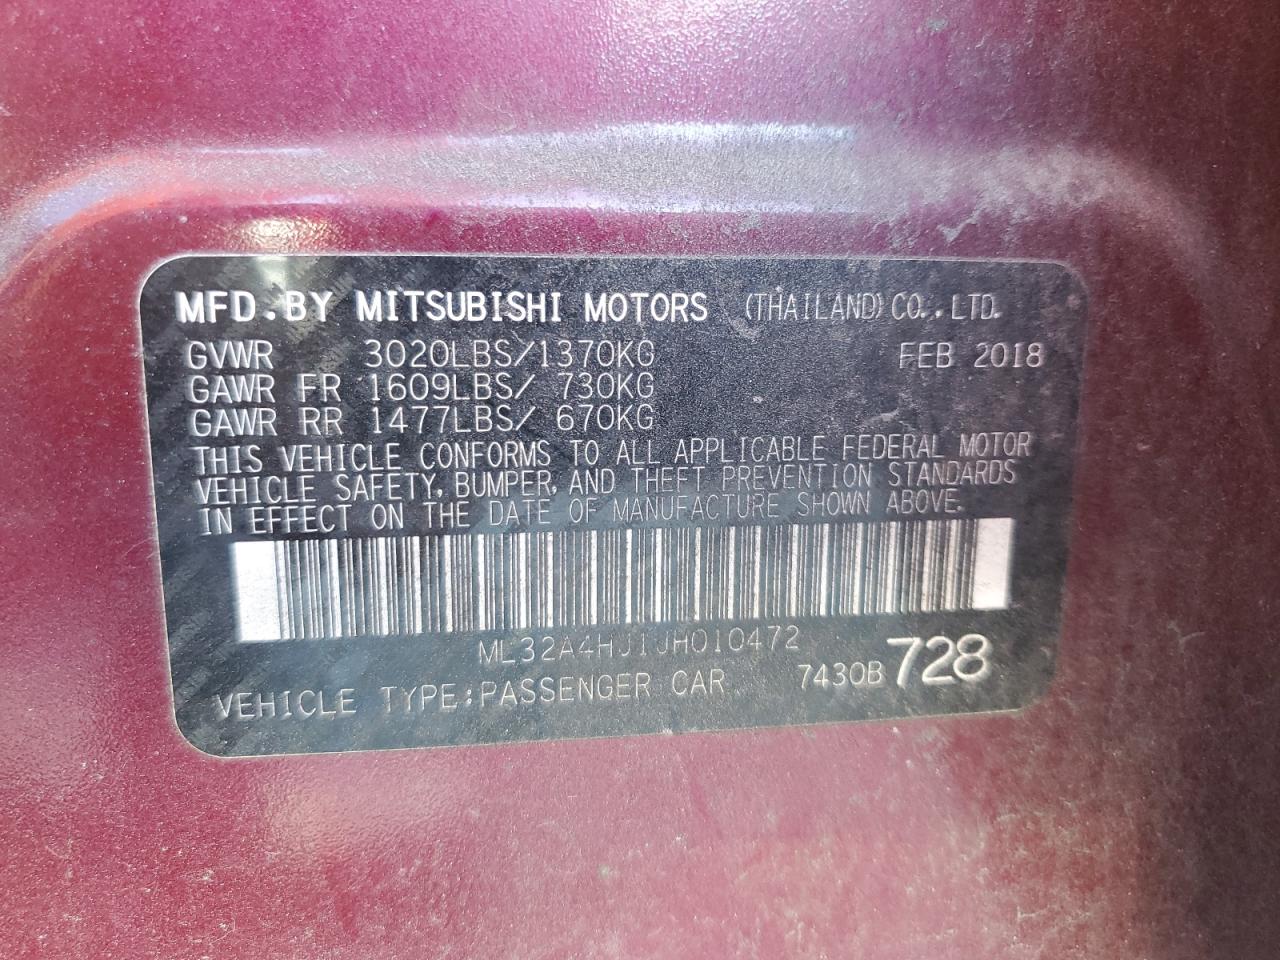 MFD.BY MITSUBISHI MOTORS (THAILAND) CO.,LTD.
GVWR 3020LBS/1370KG FEB 2018
GAWR FR 1609LBS/ 730KG
GAWR RR 1477LBS/ 670KG
THIS VEHICLE CONFORMS TO ALL APPLICABLE FEDERAL MOTOR
VEHICLE SAFETY, BUMPER, AND THEFT PREVENTION STANDARDS
IN EFFECT ON THE DATE OF MANUFACTURE SHOWN ABOVE.
ML32A4HJ1JH010472
VEHICLE TYPE:PASSENGER CAR 7430B 728